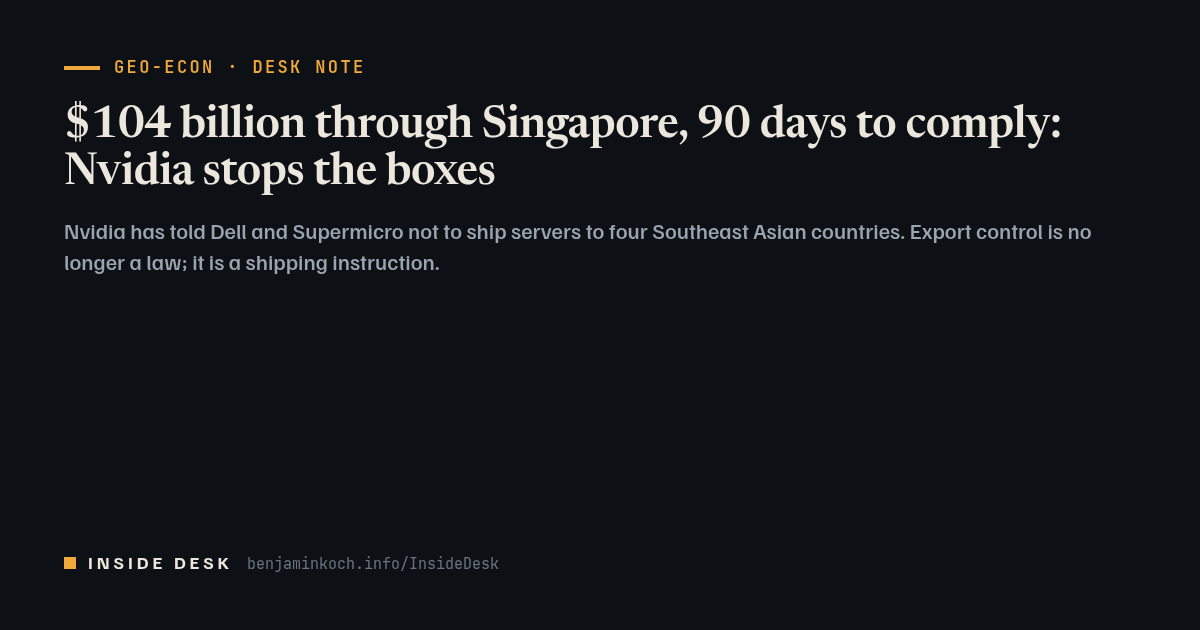 GEO-ECON · DESK NOTE
$104 billion through Singapore, 90 days to comply:
Nvidia stops the boxes
Nvidia has told Dell and Supermicro not to ship servers to four Southeast Asian countries. Export control is no
longer a law; it is a shipping instruction.
INSIDE DESK benjaminkoch.info/InsideDesk